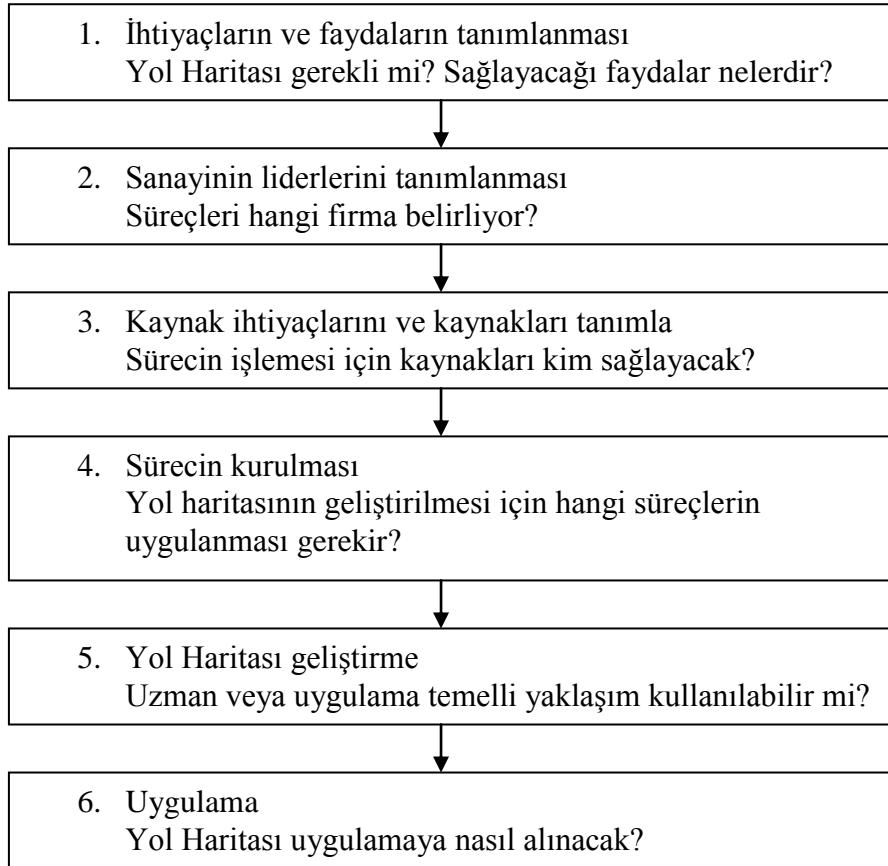 1. İhtiyaçların ve faydaların tanımlanması
Yol Haritası gerekli mi? Sağlayacağı faydalar nelerdir?
2. Sanayinin liderlerini tanımlanması
Süreçleri hangi firma belirliyor?
3. Kaynak ihtiyaçlarını ve kaynakları tanımla
Sürecin işlemesi için kaynakları kim sağlayacak?
4. Sürecin kurulması
Yol haritasının geliştirilmesi için hangi süreçlerin
uygulanması gerekir?
5. Yol Haritası geliştirme
Uzman veya uygulama temelli yaklaşım kullanılabilir mi?
6. Uygulama
Yol Haritası uygulamaya nasıl alınacak?